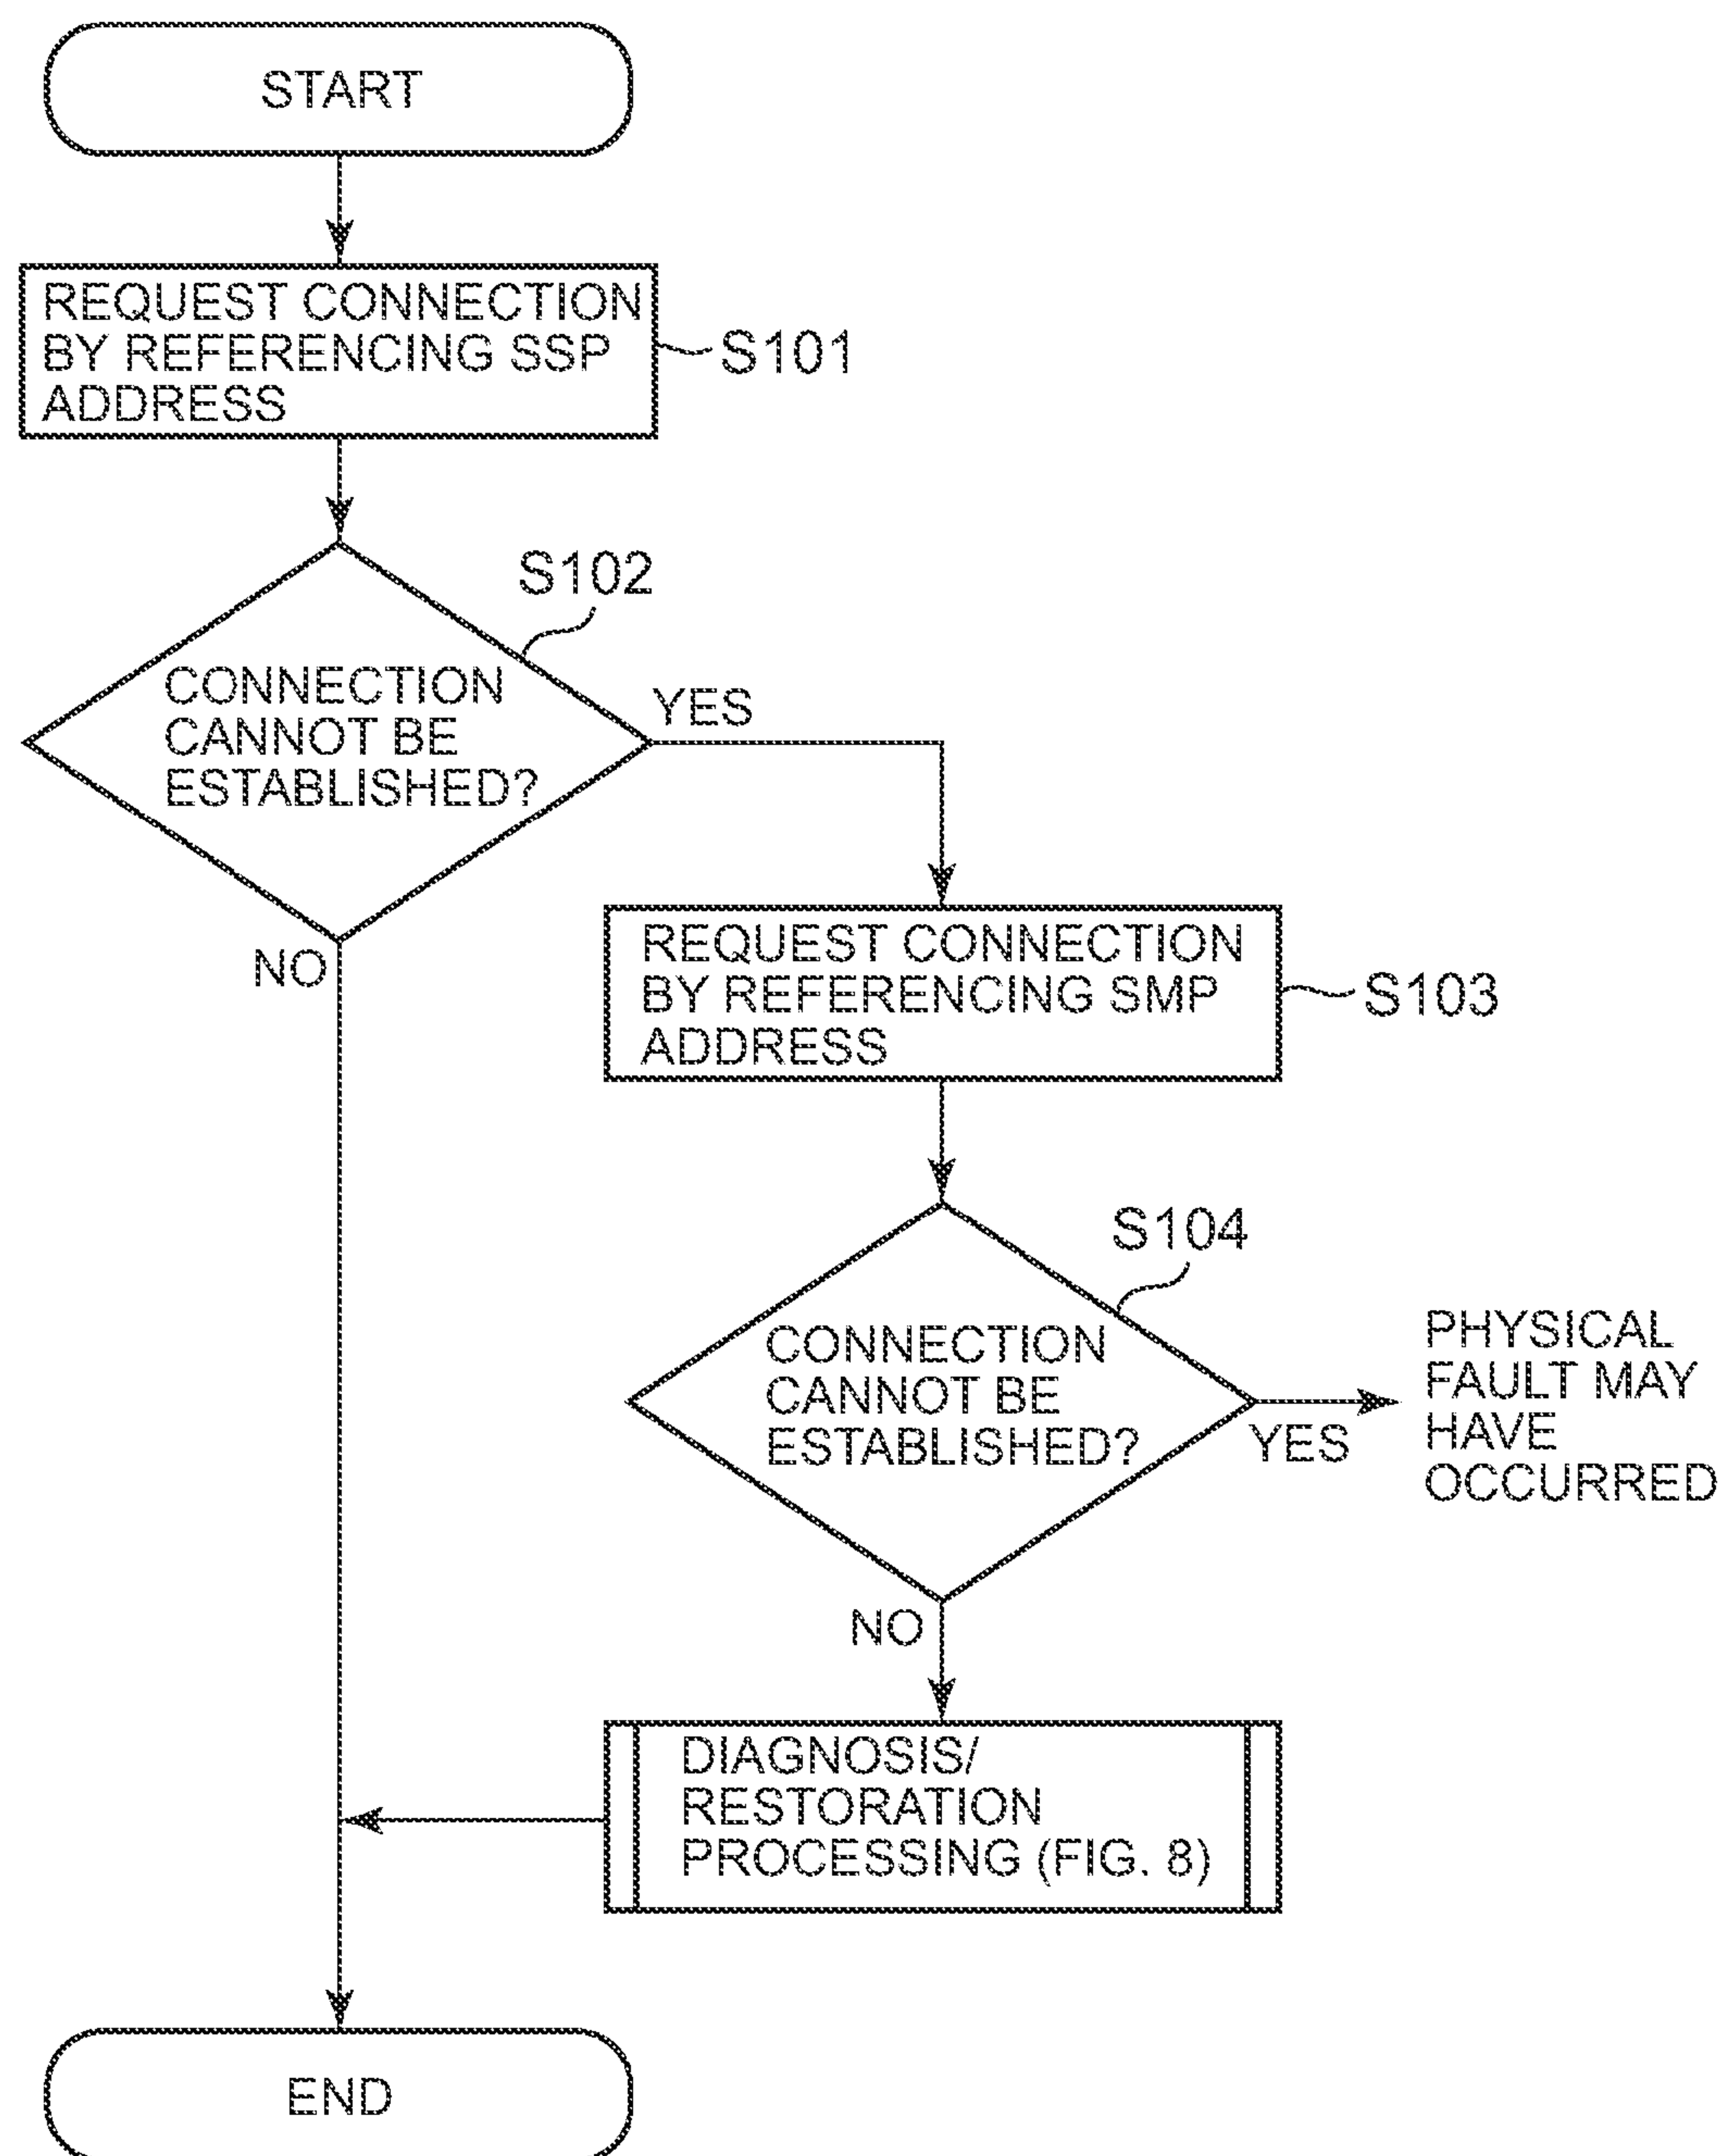 START
REQUEST CONNECTION
BY REFERENCING SSP
ADDRESS
S101
S102
CONNECTION
CANNOT BE
ESTABLISHED?
YES
NO
REQUEST CONNECTION
BY REFERENCING SMP
ADDRESS
S103
S104
CONNECTION
CANNOT BE
ESTABLISHED?
YES
PHYSICAL
FAULT MAY
HAVE
OCCURRED
NO
DIAGNOSIS/
RESTORATION
PROCESSING (FIG. 8)
END